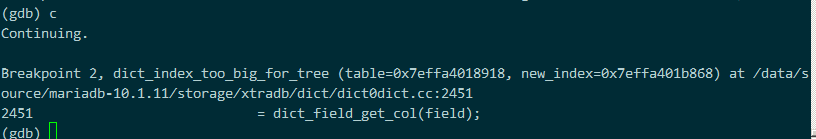 (gdb) c
Continuing.
Breakpoint 2, dict_index_too_big_for_tree (table=0x7effa4018918, new_index=0x7effa401b868) at /data/s
ource/mariadb-10.1.11/storage/xtradb/dict/dict0dict.cc:2451
2451                            = dict_field_get_col(field);
(gdb)